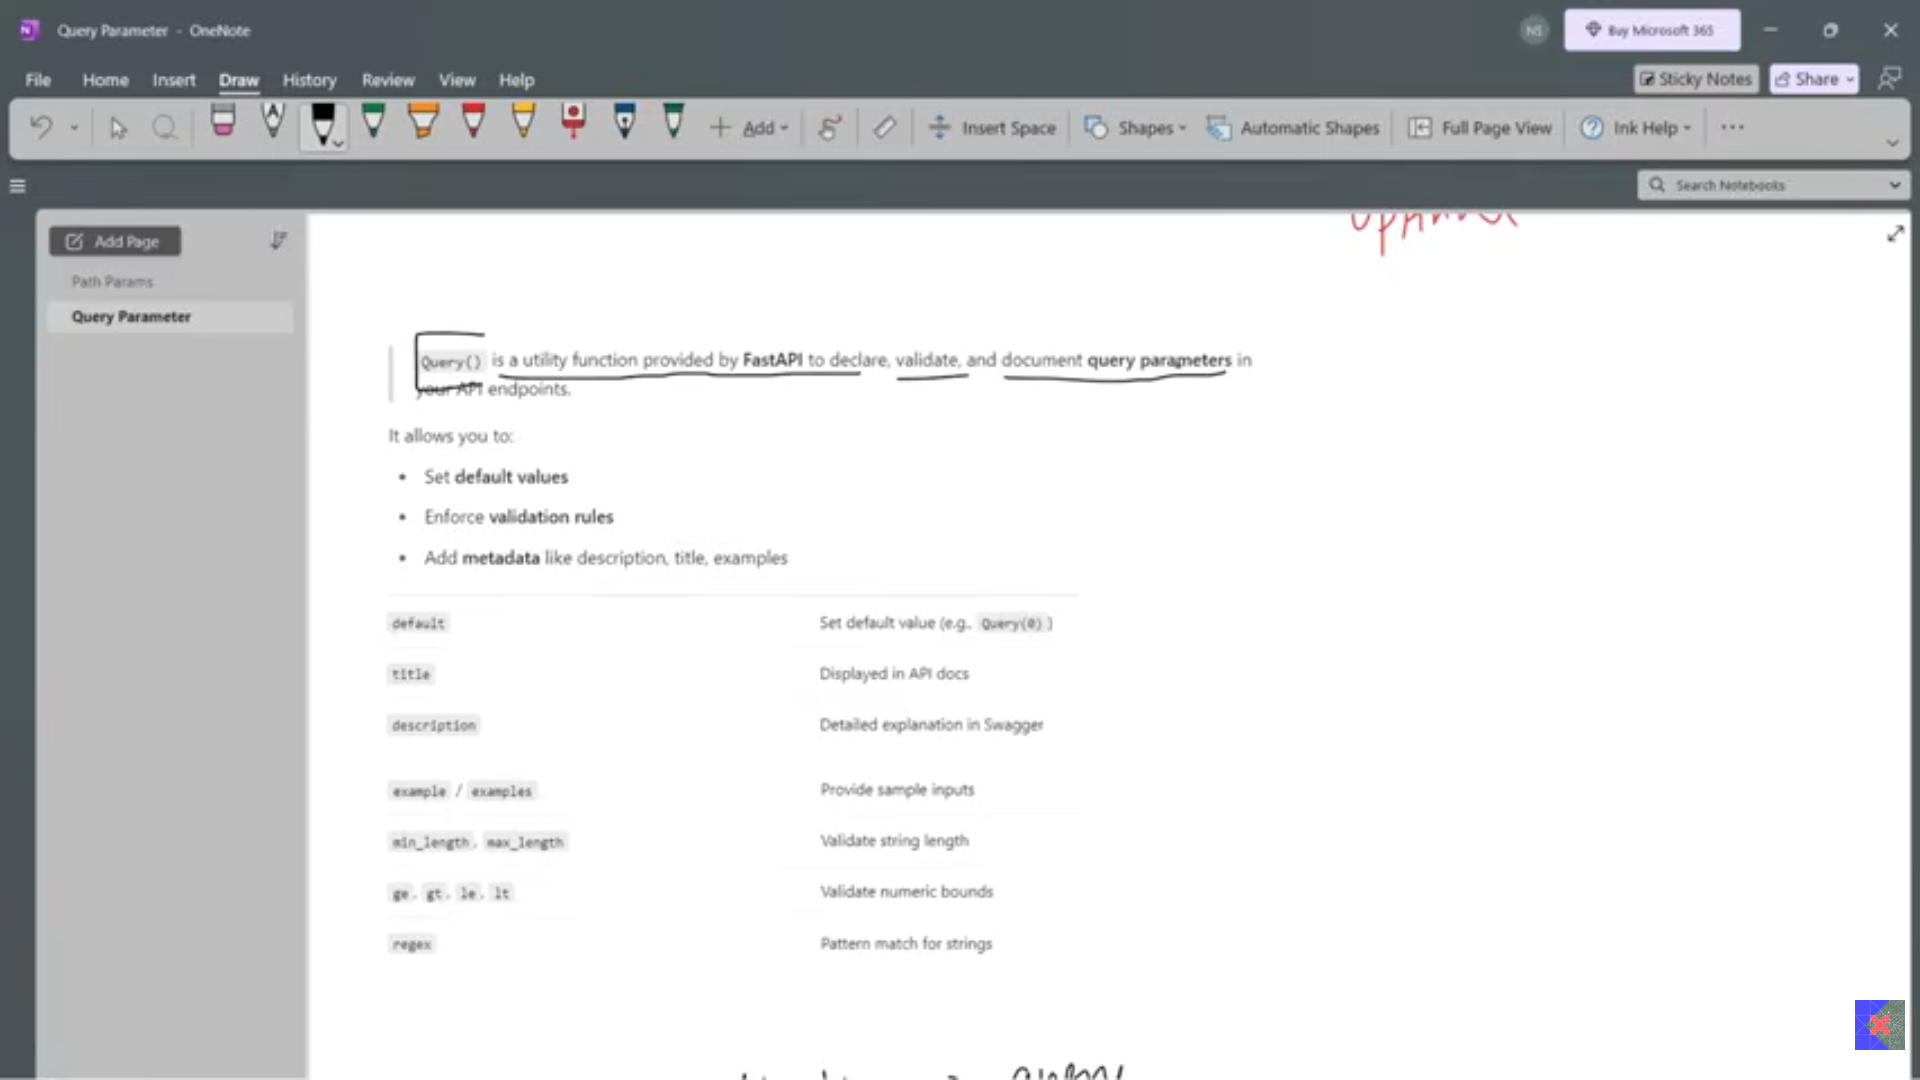 Query Parameter - OneNote
NS
Buy Microsoft 365
File Home Insert Draw History Review View Help
Sticky Notes Share
Add Insert Space Shapes Automatic Shapes Full Page View Ink Help
Search Notebooks
Add Page
Path Params
Query Parameter
Query() is a utility function provided by FastAPI to declare, validate, and document query parameters in
your API endpoints.
It allows you to:
• Set default values
• Enforce validation rules
• Add metadata like description, title, examples
default Set default value (e.g., Query(0) )
title Displayed in API docs
description Detailed explanation in Swagger
example / examples Provide sample inputs
min_length, max_length Validate string length
ge, gt, le, lt Validate numeric bounds
regex Pattern match for strings